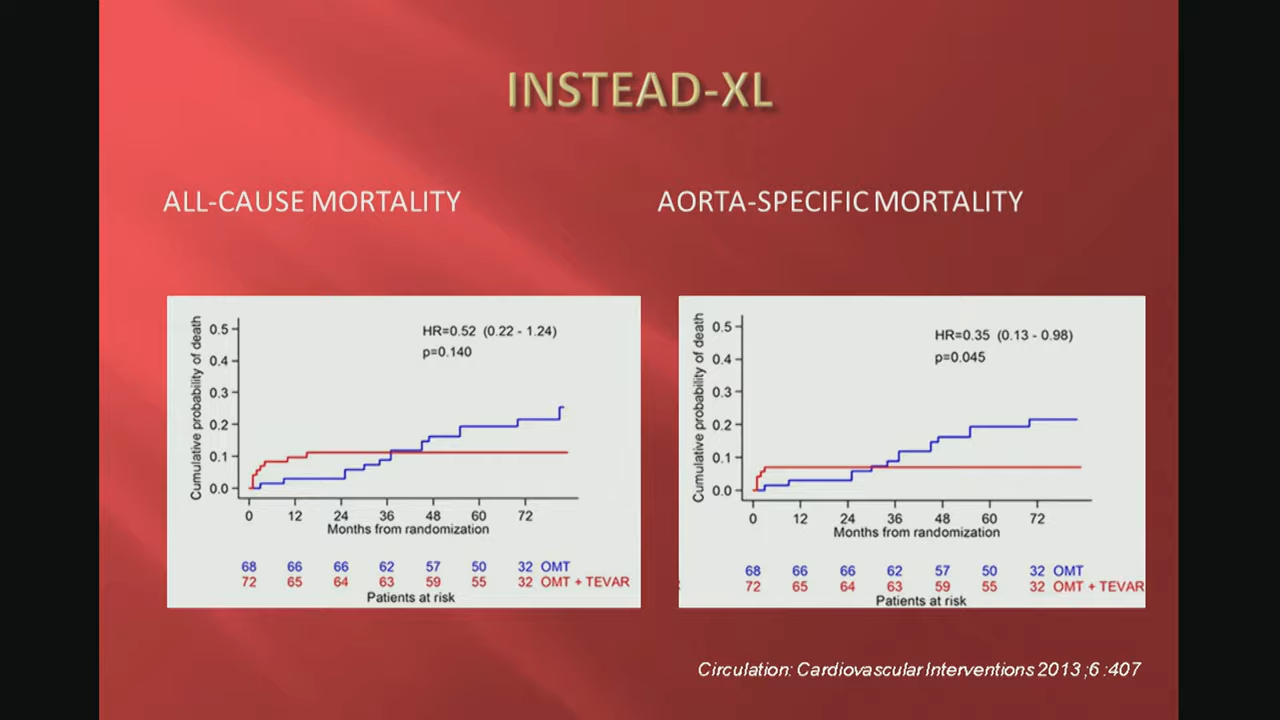 INSTEAD-XL
ALL-CAUSE MORTALITY
AORTA-SPECIFIC MORTALITY
Cumulative probability of death
0.5
0.4
0.3
0.2
0.1
0.0
HR=0.52 (0.22 - 1.24)
p=0.140
0 12 24 36 48 60 72
Months from randomization
68 66 66 62 57 50 32 OMT
72 65 64 63 59 55 32 OMT + TEVAR
Patients at risk
Cumulative probability of death
0.5
0.4
0.3
0.2
0.1
0.0
HR=0.35 (0.13 - 0.98)
p=0.045
0 12 24 36 48 60 72
Months from randomization
68 66 66 62 57 50 32 OMT
72 65 64 63 59 55 32 OMT + TEVAR
Patients at risk
Circulation: Cardiovascular Interventions 2013 ;6 :407